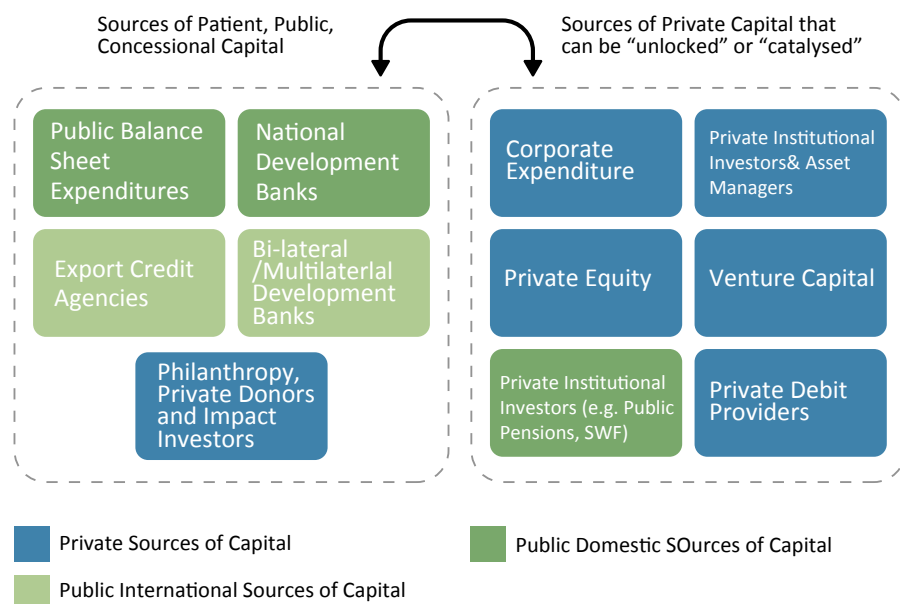 Sources of Patient, Public,
Concessional Capital
Sources of Private Capital that
can be “unlocked” or “catalysed”
Public Balance
Sheet
Expenditures
National
Development
Banks
Export Credit
Agencies
Bi-lateral
/Multilaterlal
Development
Banks
Philanthropy,
Private Donors
and Impact
Investors
Corporate
Expenditure
Private Institutional
Investors& Asset
Managers
Private Equity
Venture Capital
Private Institutional
Investors (e.g. Public
Pensions, SWF)
Private Debit
Providers
Private Sources of Capital
Public Domestic SOurces of Capital
Public International Sources of Capital